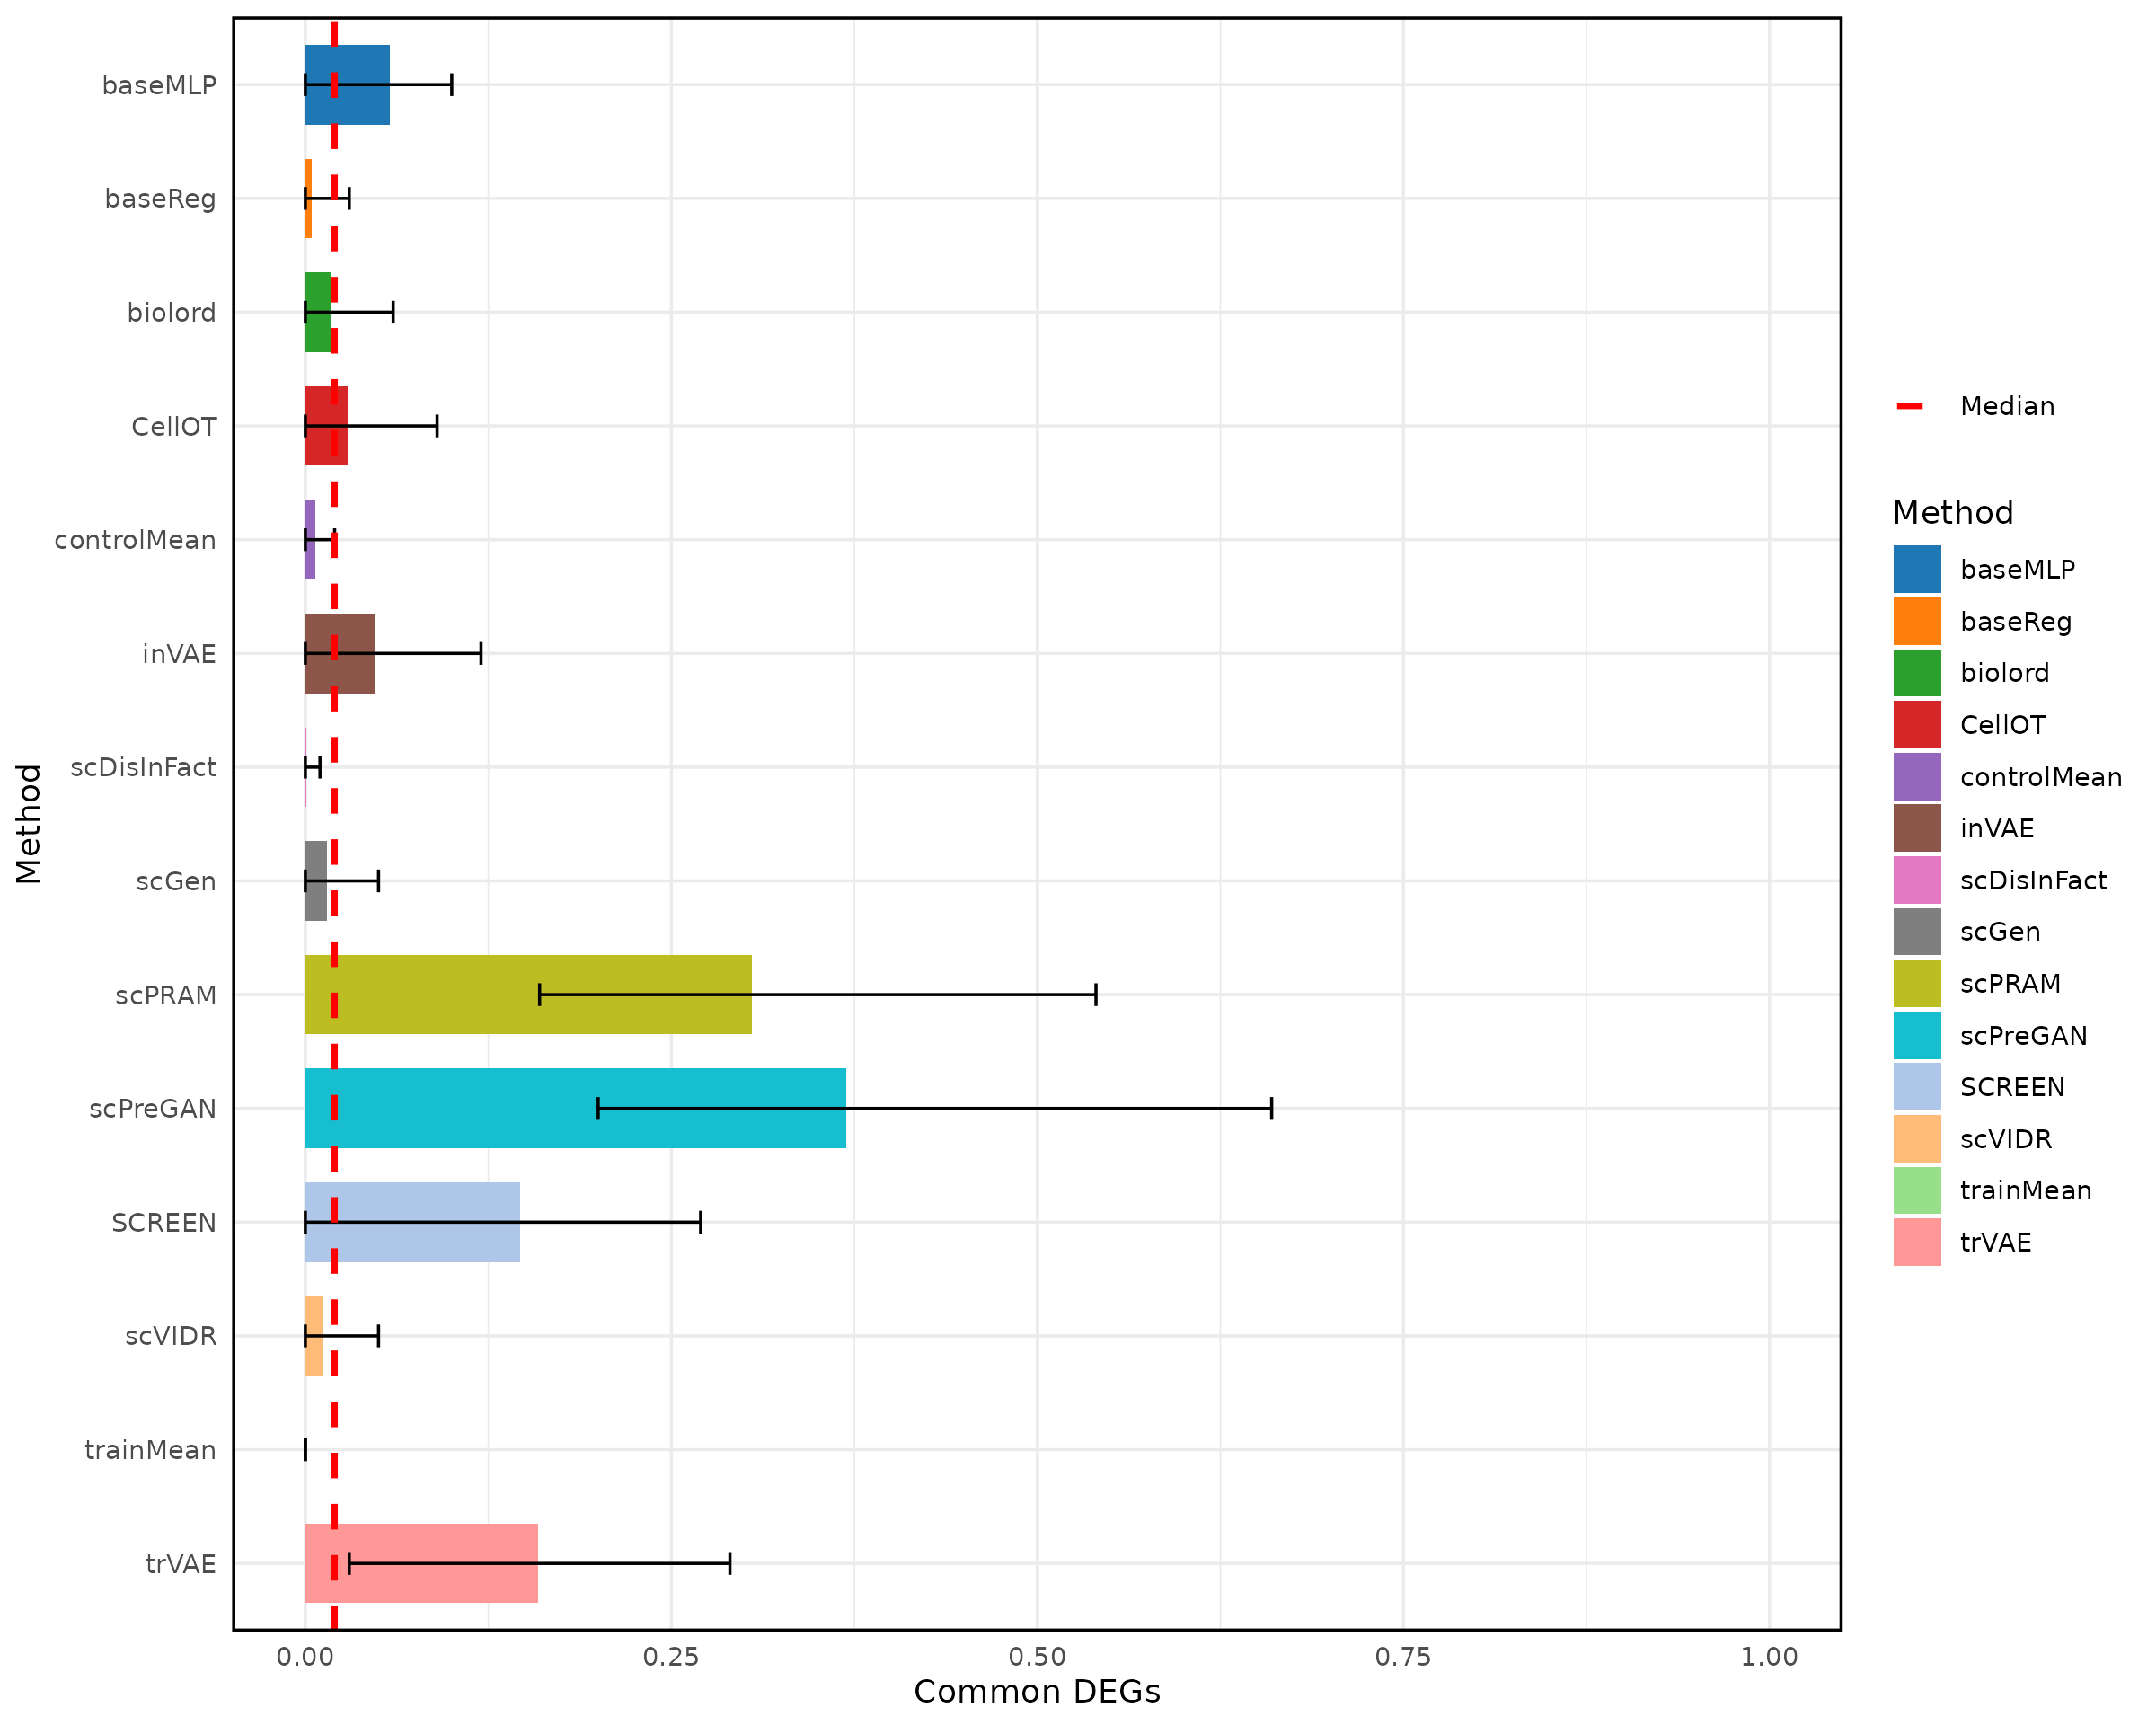 baseMLP
baseReg
biolord
CellOT
controlMean
inVAE
scDisInFact
scGen
scPRAM
scPreGAN
SCREEN
scVIDR
trainMean
trVAE
Method
0.00 0.25 0.50 0.75 1.00
Common DEGs
Median
Method
baseMLP
baseReg
biolord
CellOT
controlMean
inVAE
scDisInFact
scGen
scPRAM
scPreGAN
SCREEN
scVIDR
trainMean
trVAE